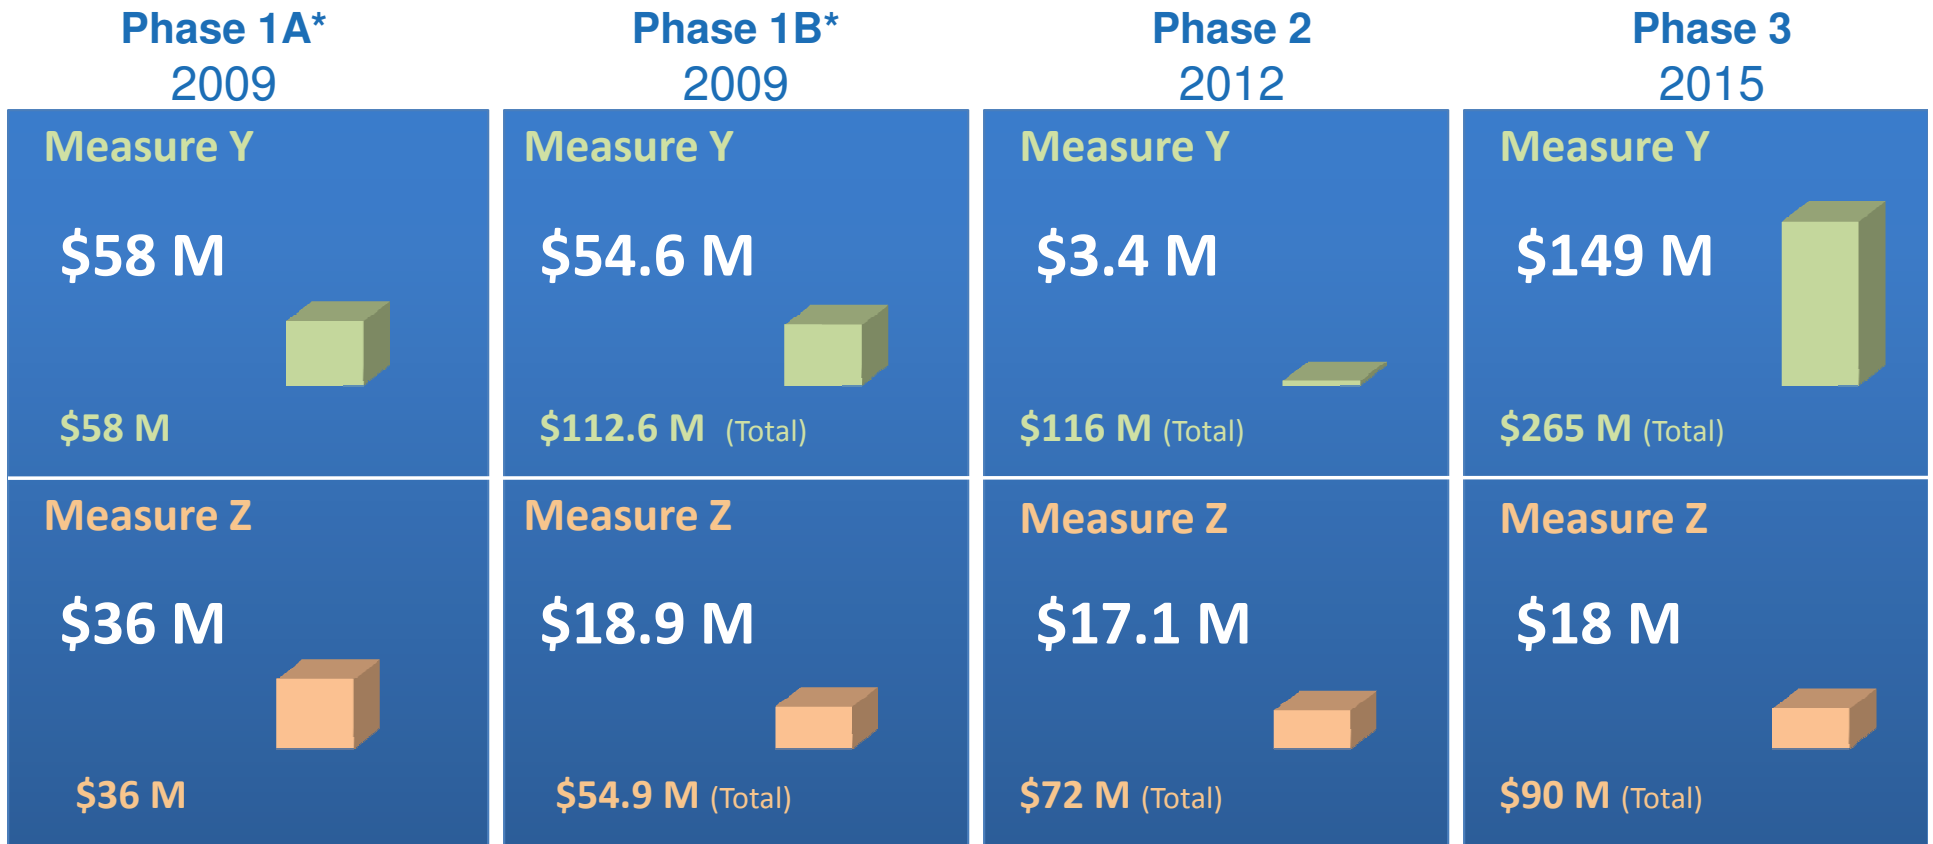 Phase 1A*
2009
Phase 1B*
2009
Phase 2
2012
Phase 3
2015
Measure Y
$58 M
$58 M
Measure Y
$54.6 M
$112.6 M (Total)
Measure Y
$3.4 M
$116 M (Total)
Measure Y
$149 M
$265 M (Total)
Measure Z
$36 M
$36 M
Measure Z
$18.9 M
$54.9 M (Total)
Measure Z
$17.1 M
$72 M (Total)
Measure Z
$18 M
$90 M (Total)